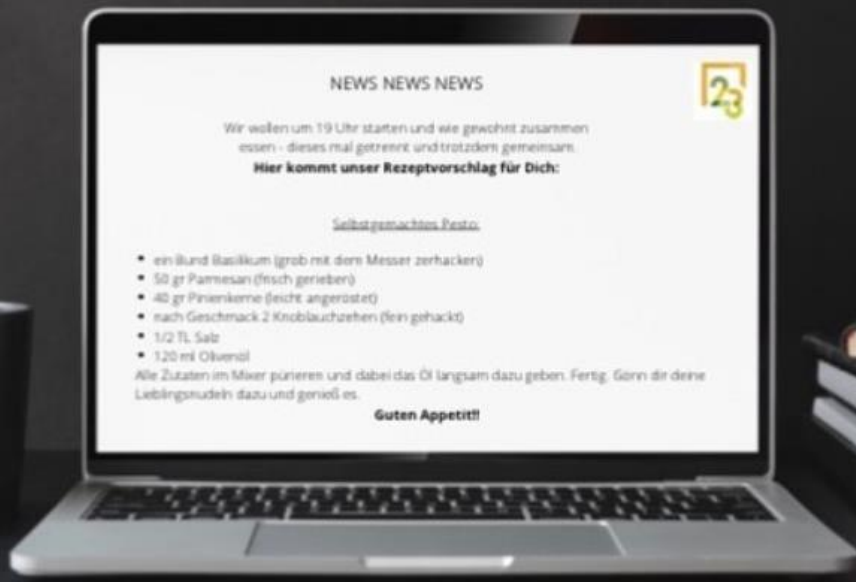 NEWS NEWS NEWS
23
Wir wollen um 19 Uhr starten und wie gewohnt zusammen
essen - dieses mal getrennt und trotzdem gemeinsam.
Hier kommt unser Rezeptvorschlag für Dich:
Selbstgemachtes Pesto:
• ein Bund Basilikum (grob mit dem Messer zerhacken)
• 50 gr Parmesan (frisch gerieben)
• 40 gr Pinienkerne (leicht angeröstet)
• nach Geschmack 2 Knoblauchzehen (fein gehackt)
• 1/2 TL Salz
• 120 ml Olivenöl
Alle Zutaten im Mixer pürieren und dabei das Öl langsam dazu geben. Fertig. Gönn dir deine
Lieblingsnudeln dazu und genieß es.
Guten Appetit!!